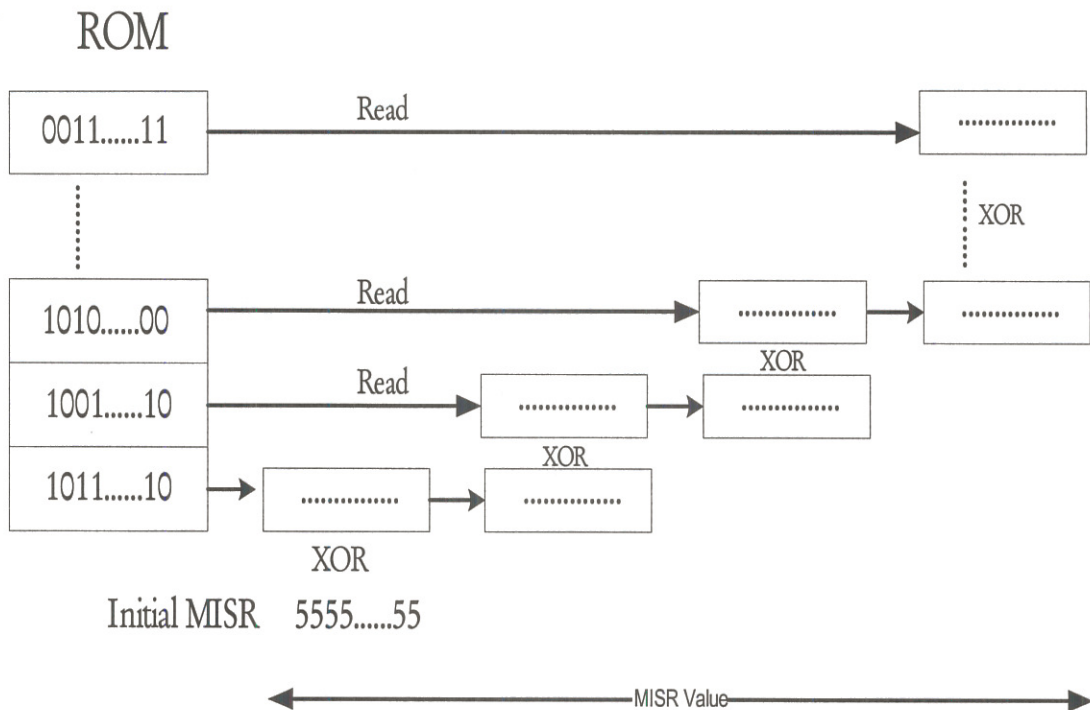 ROM
0011......11
Read
XOR
1010......00
Read
XOR
1001......10
Read
XOR
1011......10
XOR
Initial MISR 5555......55
MISR Value